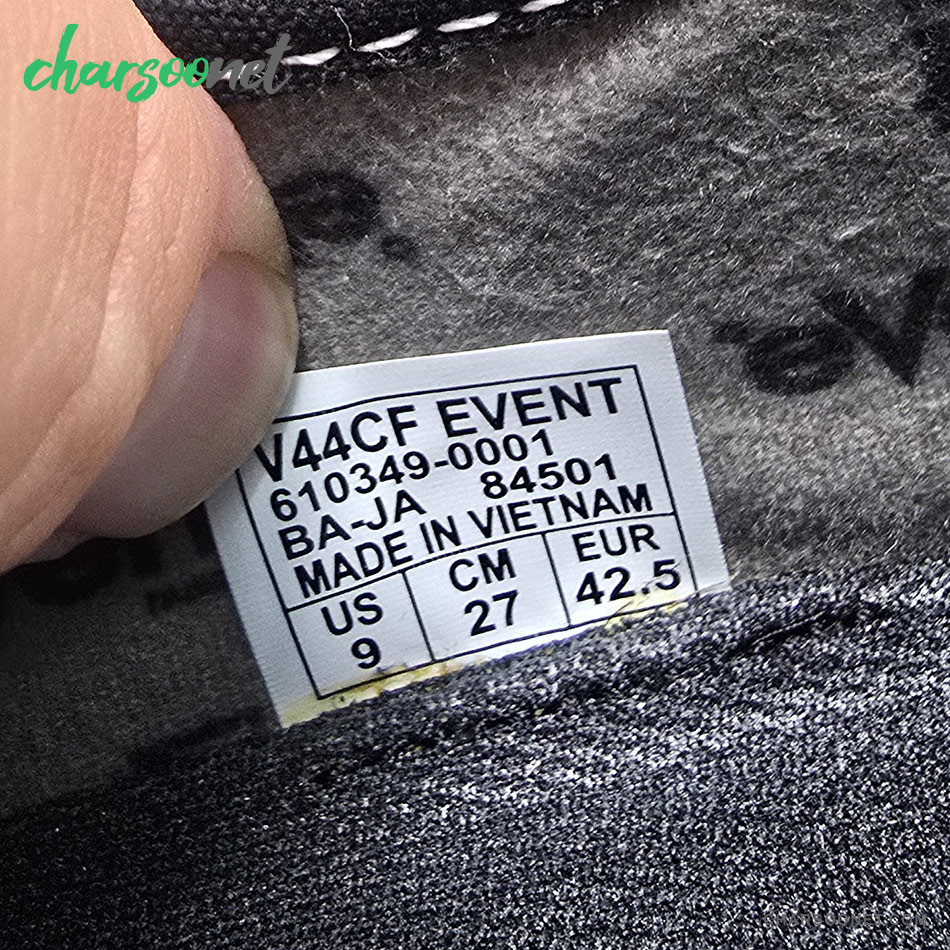 charsoonet
V44CF EVENT
610349-0001
BA-JA 84501
MADE IN VIETNAM
US CM EUR
9 27 42.5